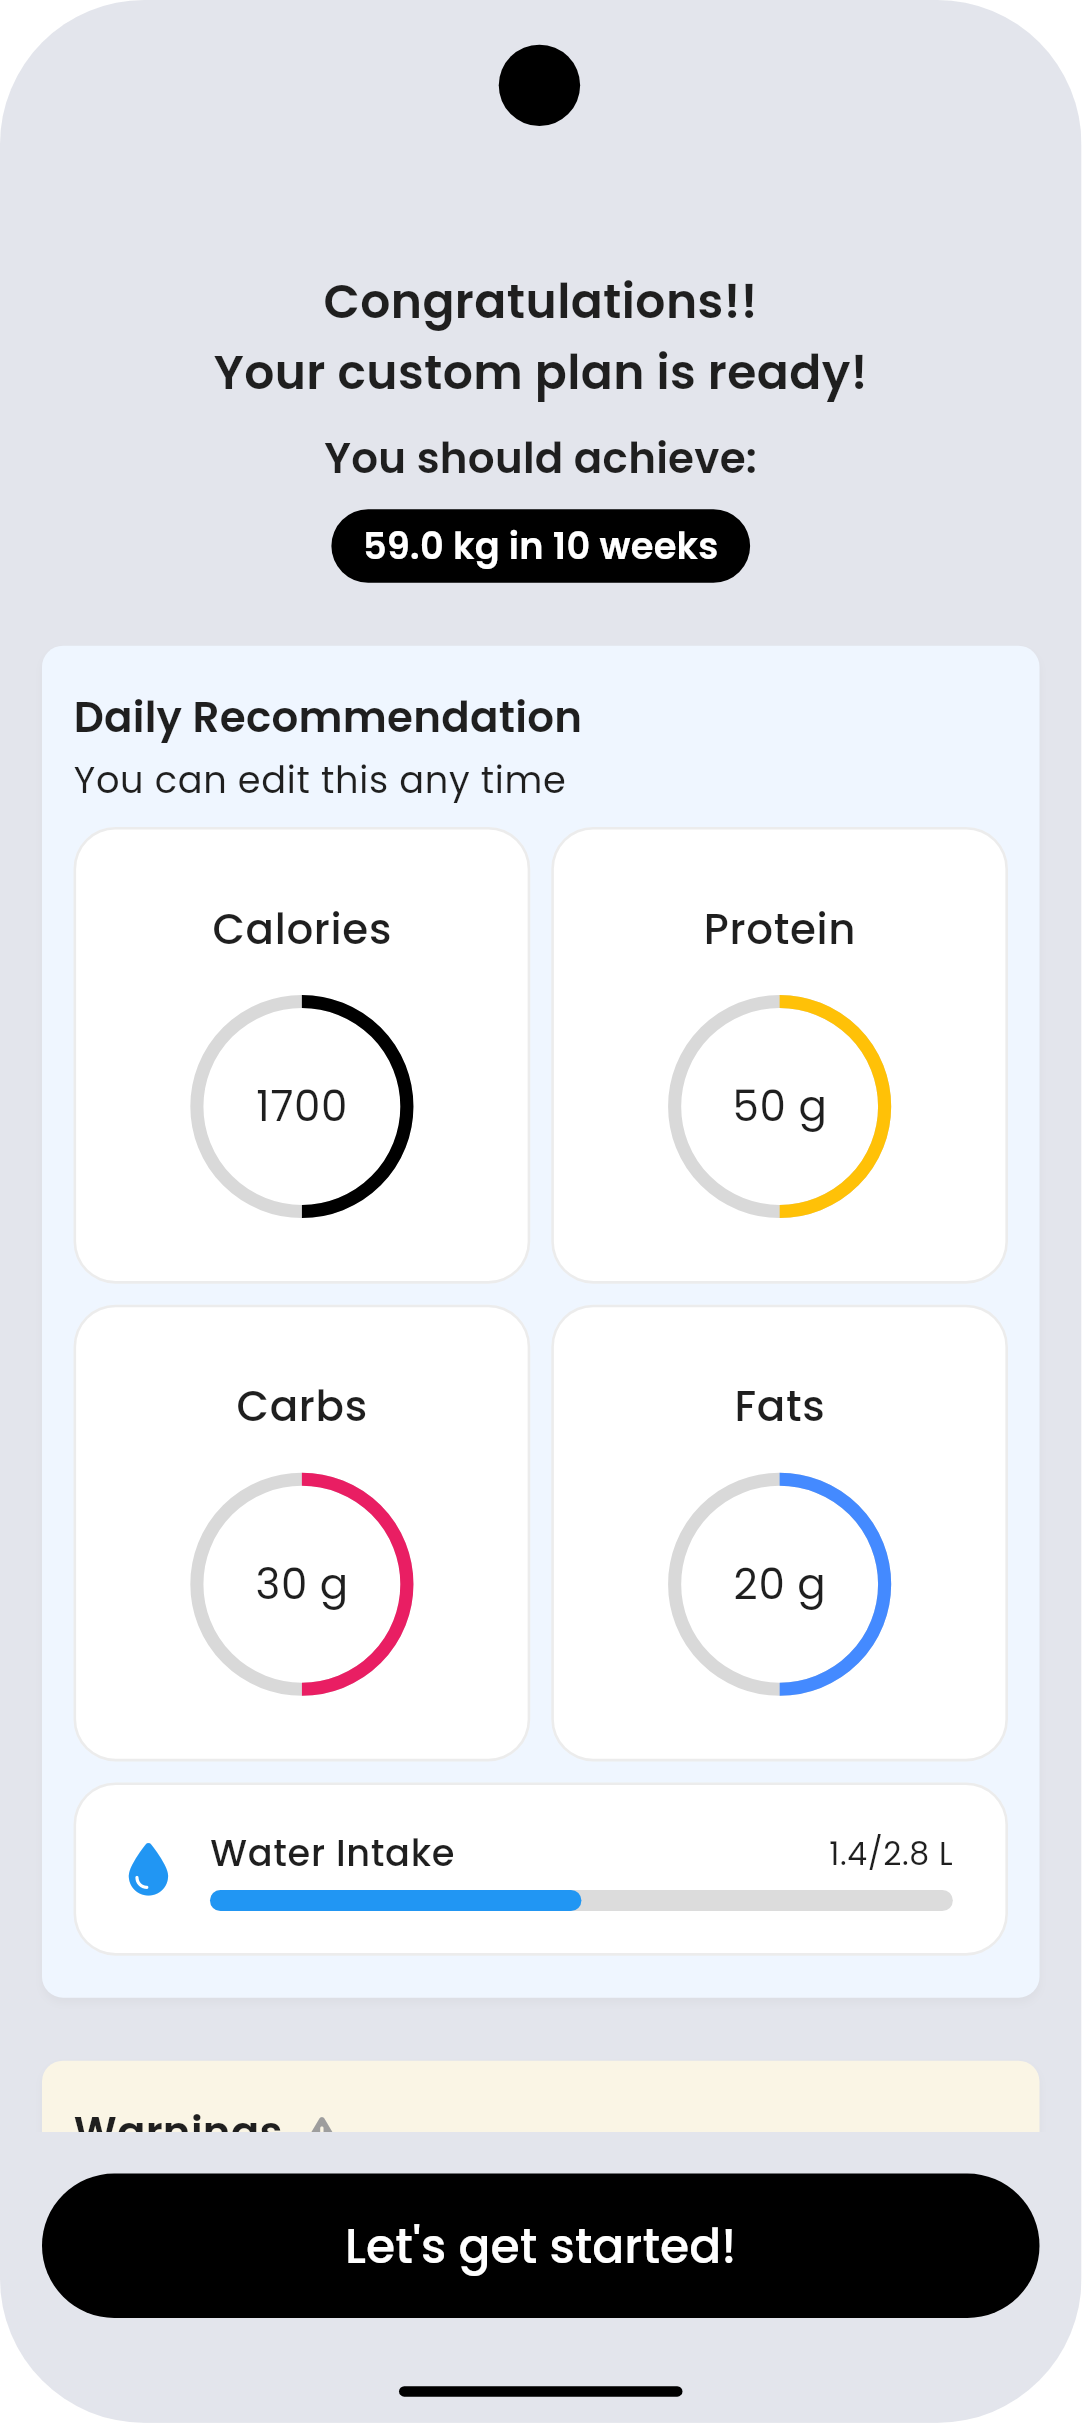 Congratulations!!
Your custom plan is ready!
You should achieve:
59.0 kg in 10 weeks
Daily Recommendation
You can edit this any time
Calories
Protein
1700
50 g
Carbs
Fats
30 g
20 g
Water Intake
1.4/2.8 L
Warnings
Let's get started!